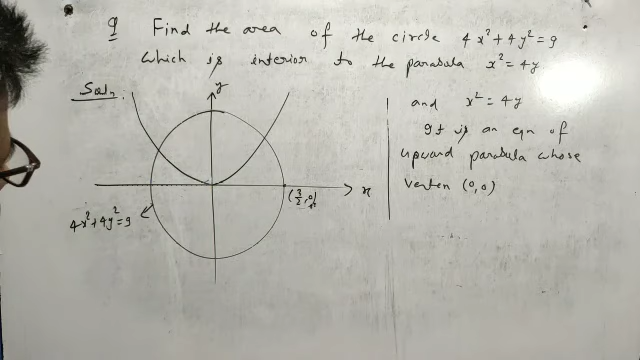 Q Find the area of the circle 4x²+4y²=9
which is interior to the parabola x²=4y
Soln.
y
x
(3/2, 0)
4x²+4y²=9
and x²=4y
It is an eqn of
upward parabola whose
vertex (0,0)